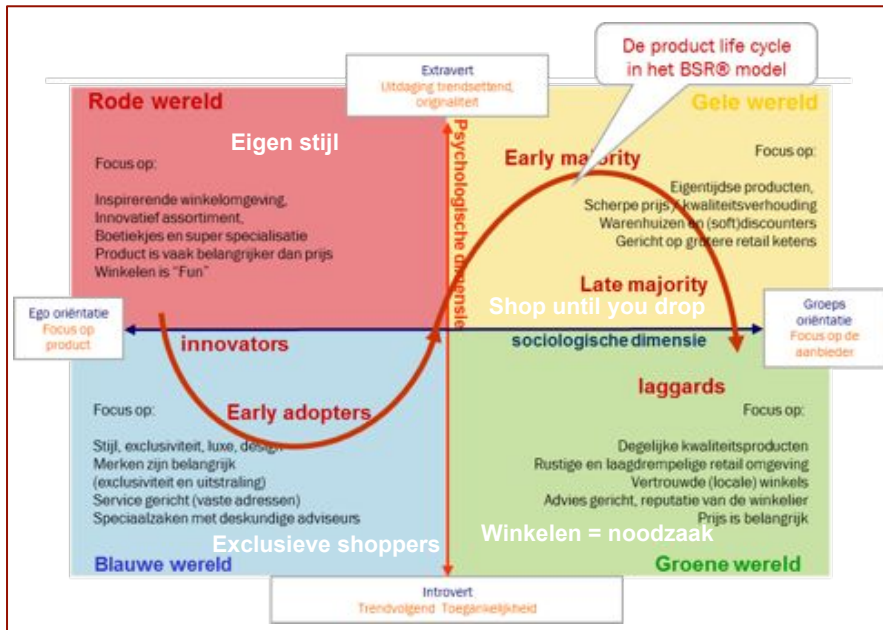 De product life cycle
in het BSR® model
Extravert
Uitdaging trendsettend,
originaliteit
Rode wereld
Eigen stijl
Focus op:
Inspirerende winkelomgeving,
Innovatief assortiment,
Boetiekjes en super specialisatie
Product is vaak belangrijker dan prijs
Winkelen is "Fun"
Psychologische dimensie
Gele wereld
Early majority
Focus op:
Eigentijdse producten,
Scherpe prijs / kwaliteitsverhouding
Warenhuizen en (soft)discounters
Gericht op grotere retail ketens
Late majority
Shop until you drop
Ego oriëntatie
Focus op
product
innovators
sociologische dimensie
Groeps
oriëntatie
Focus op de
aanbieder
Early adopters
Focus op:
Stijl, exclusiviteit, luxe, design
Merken zijn belangrijk
(exclusiviteit en uitstraling)
Service gericht (vaste adressen)
Speciaalzaken met deskundige adviseurs
Exclusieve shoppers
Blauwe wereld
laggards
Focus op:
Degelijke kwaliteitsproducten
Rustige en laagdrempelige retail omgeving
Vertrouwde (locale) winkels
Advies gericht, reputatie van de winkelier
Prijs is belangrijk
Winkelen = noodzaak
Groene wereld
Introvert
Trendvolgend Toegankelijkheid